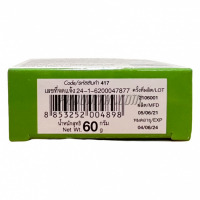 Code/รหัสสินค้า 417
เลขที่จดแจ้ง 24-1-6200047877
ครั้งที่ผลิต/LOT
2106001
ผลิต/MFD
05/06/21
หมดอายุ/EXP
04/06/24
8 853252 004898
น้ำหนักสุทธิ 60 กรัม
Net Wt. g